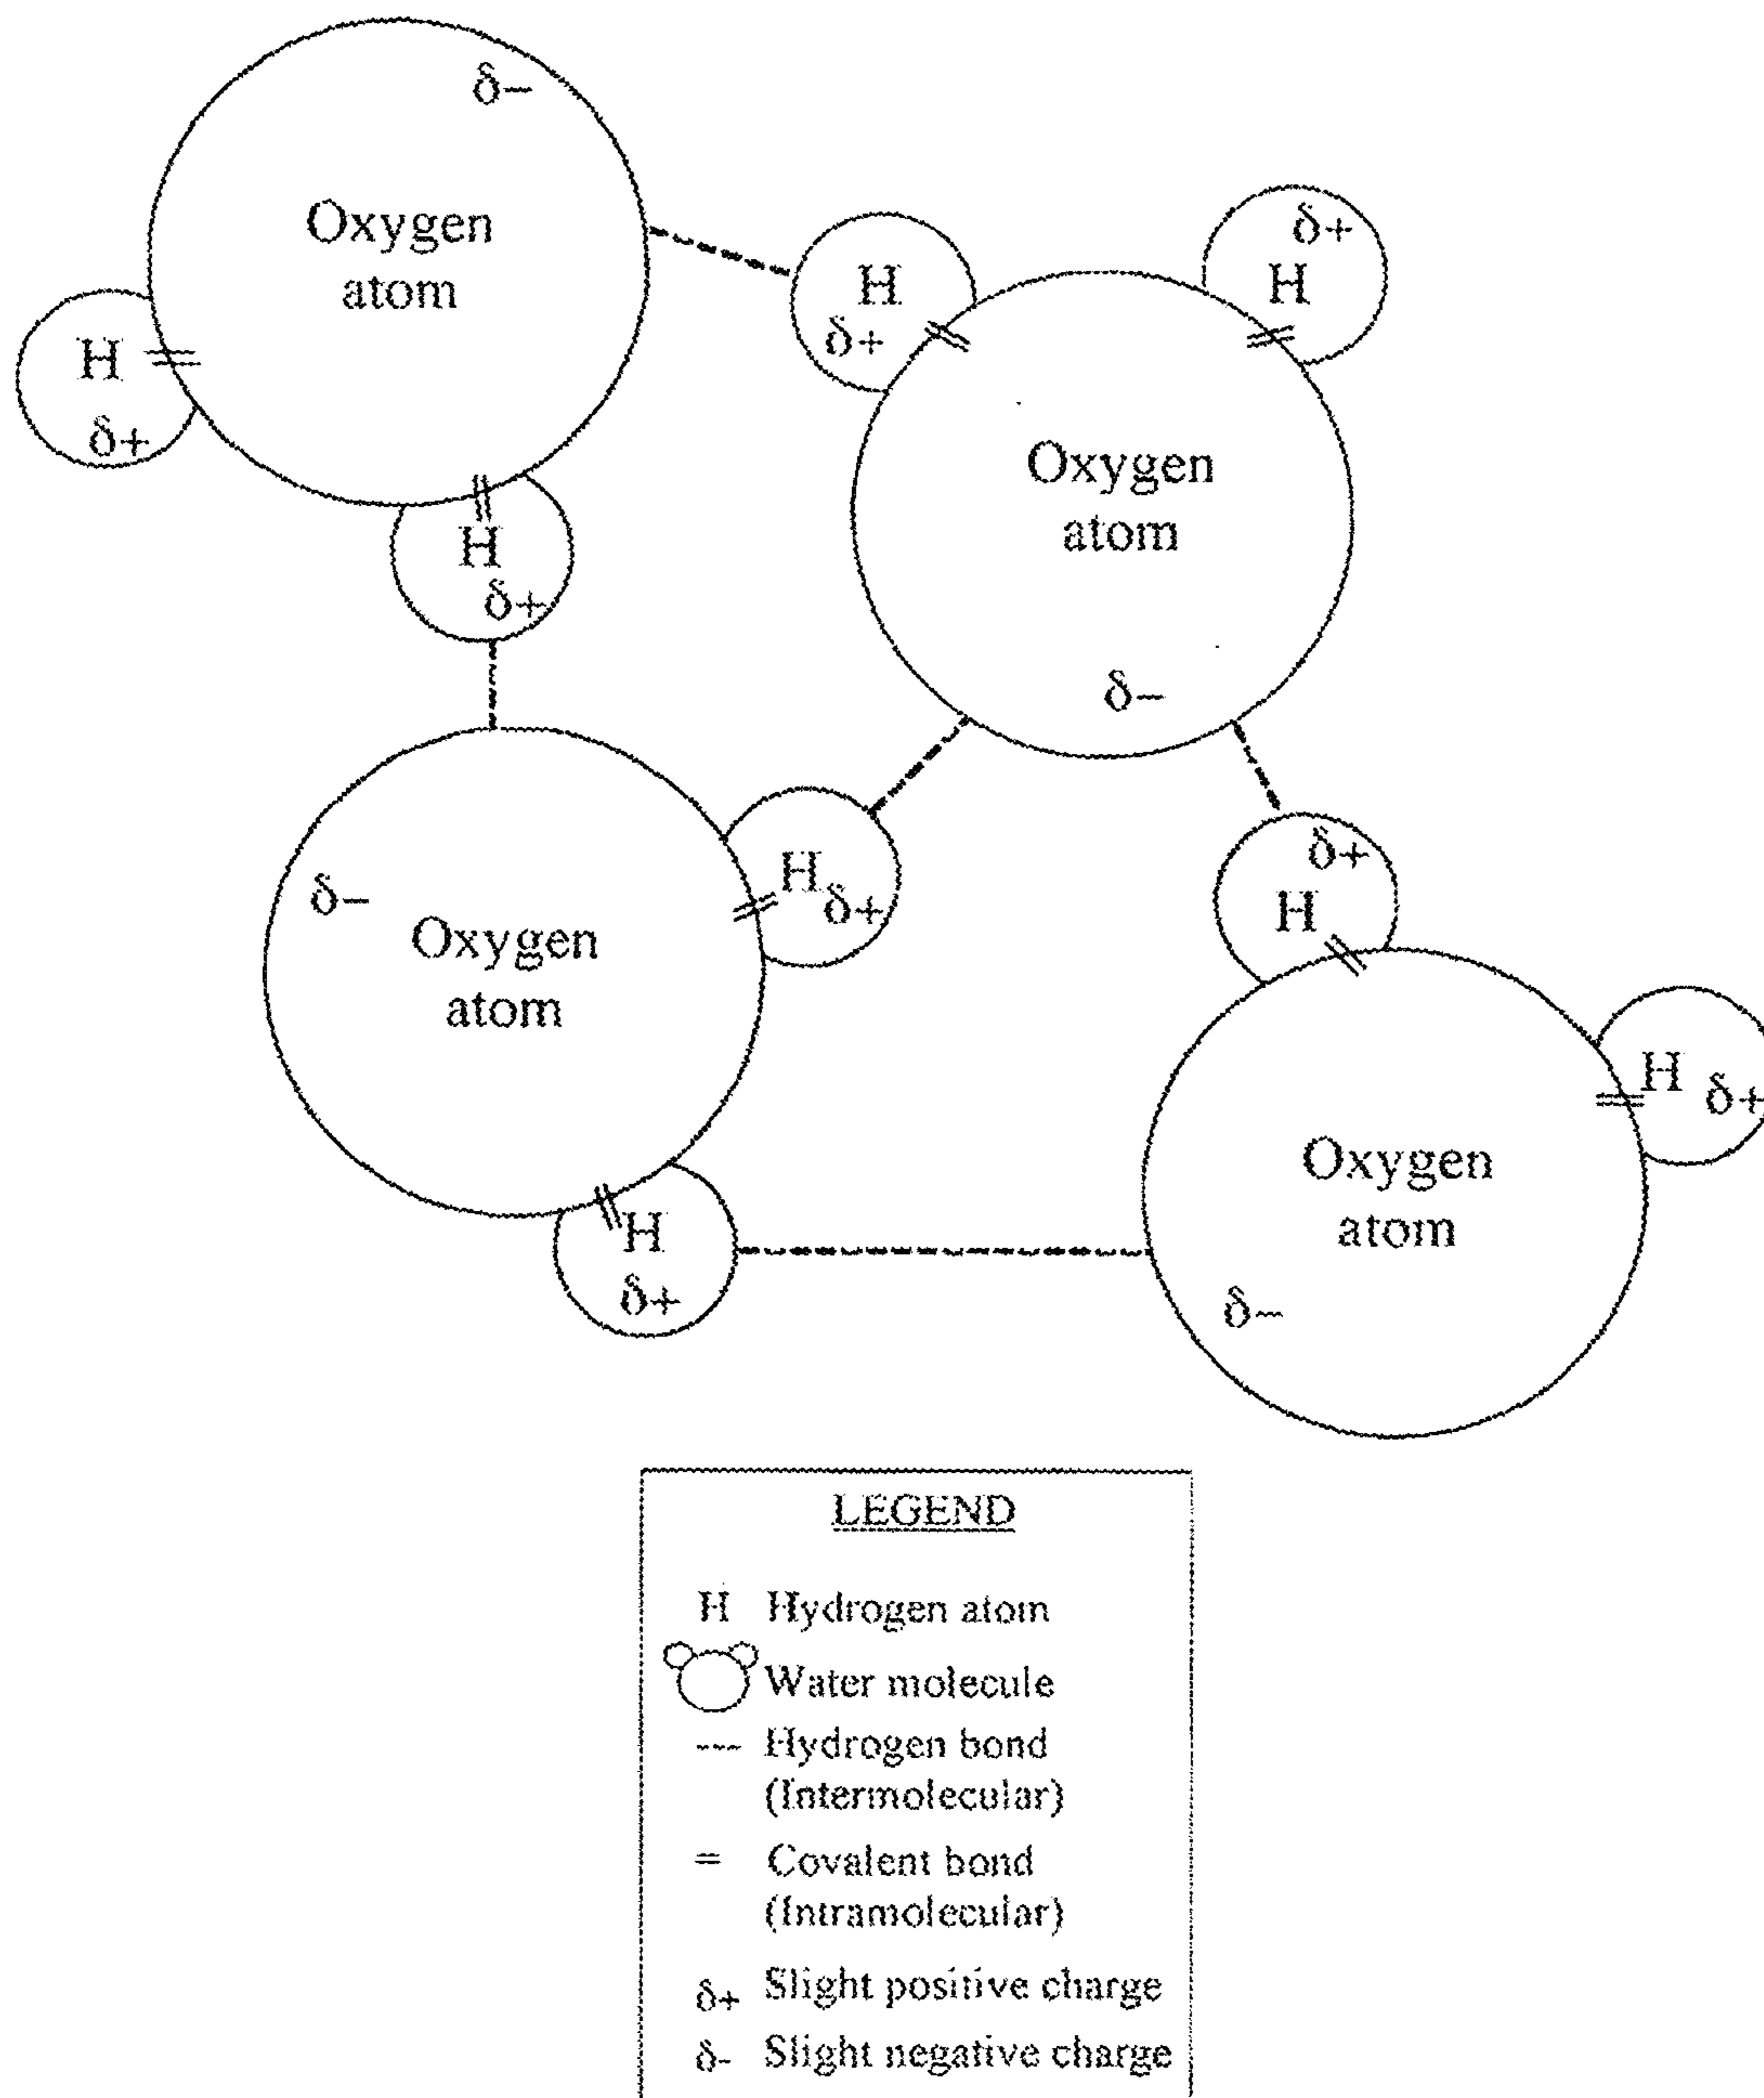 δ–
Oxygen
atom
H
δ+
H
δ+
H
δ+
δ+
H
Oxygen
atom
δ–
δ–
Oxygen
atom
H
δ+
H
δ+
δ+
H
H
δ+
Oxygen
atom
δ–
LEGEND
H Hydrogen atom
Water molecule
--- Hydrogen bond
(Intermolecular)
= Covalent bond
(Intramolecular)
δ+ Slight positive charge
δ- Slight negative charge